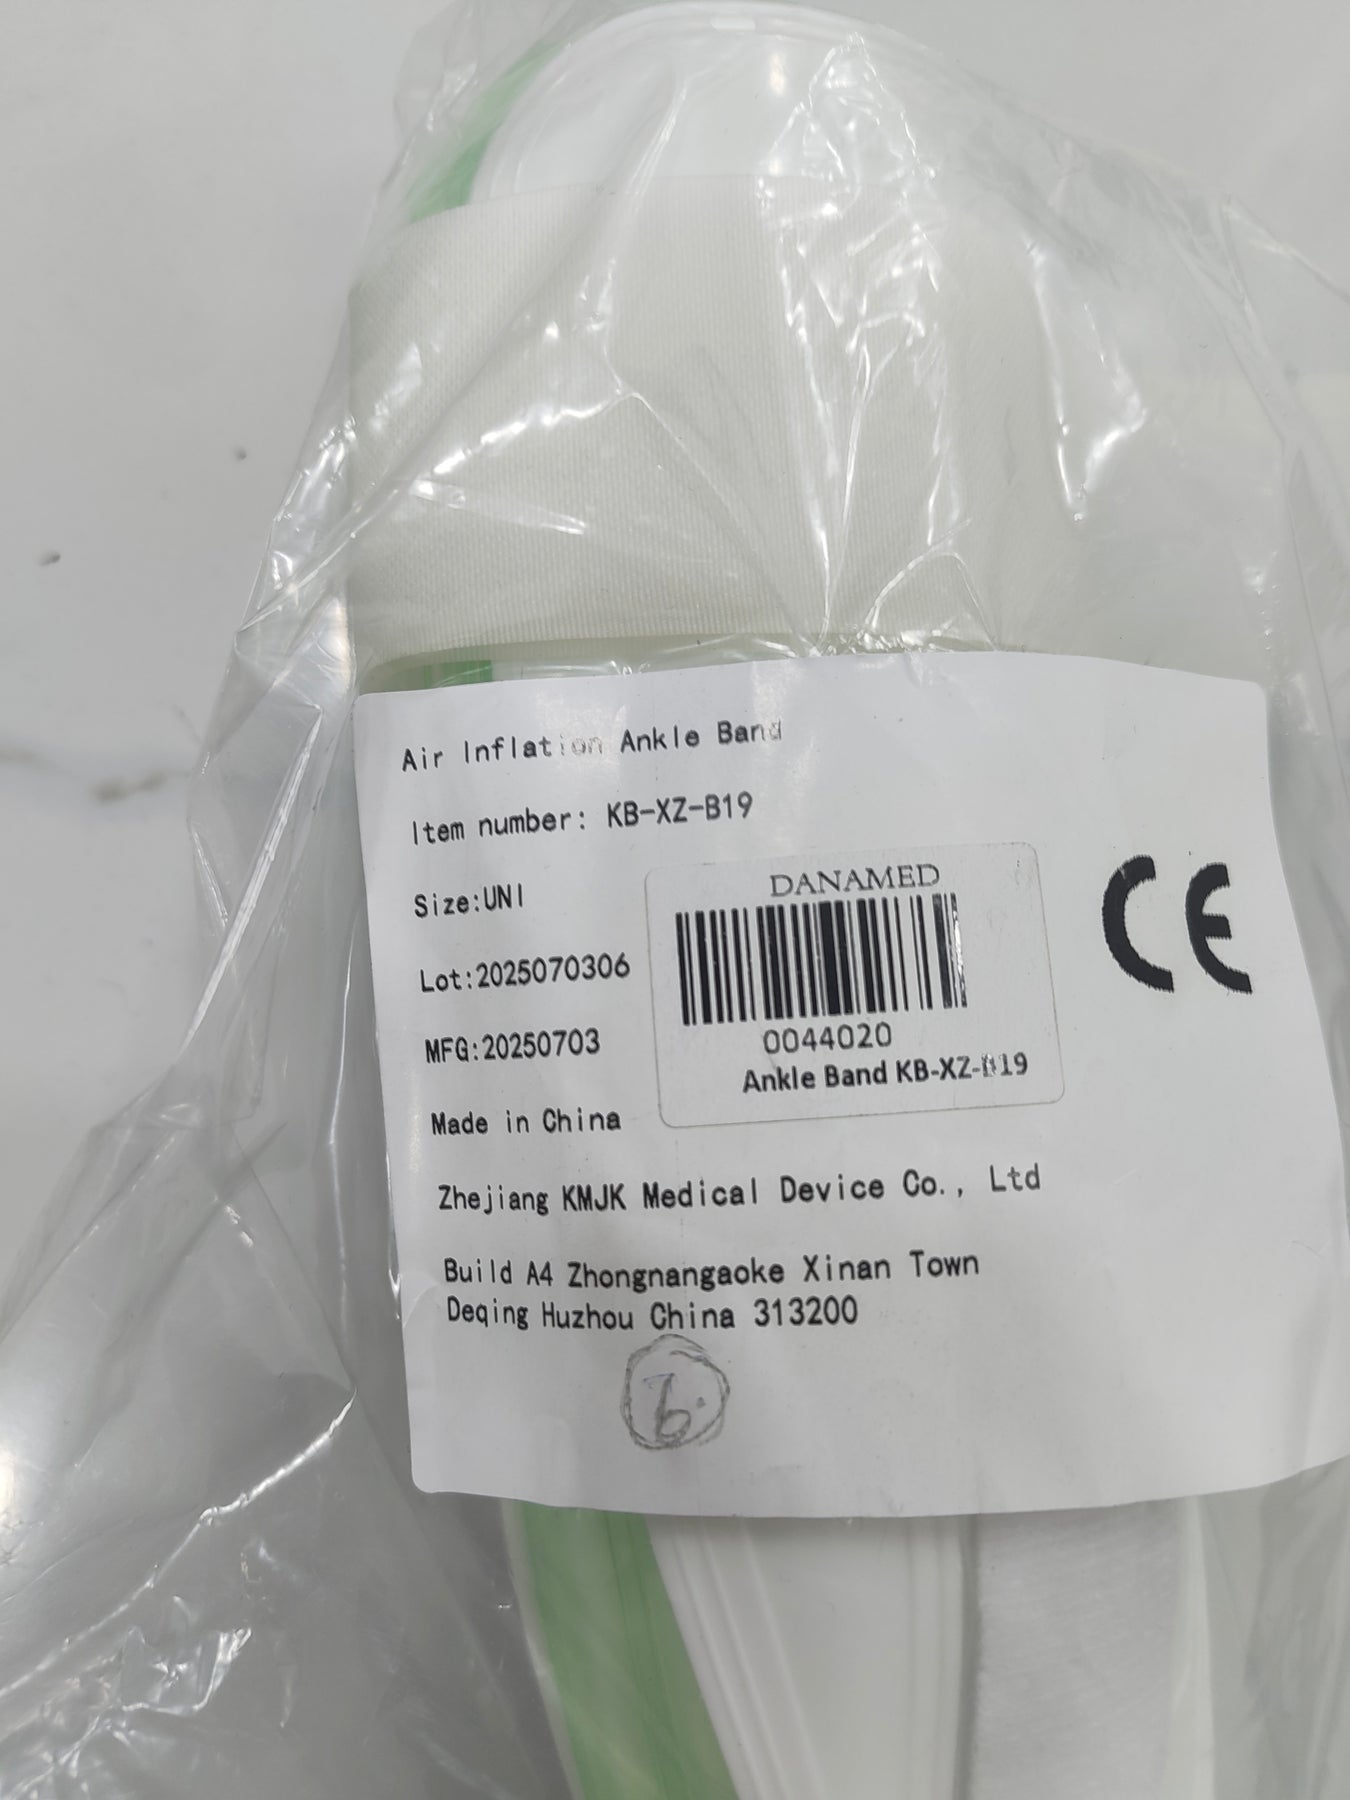 Air Inflation Ankle Band
Item number: KB-XZ-B19
Size:UNI
Lot:2025070306
MFG:20250703
Made in China
Zhejiang KMJK Medical Device Co., Ltd
Build A4 Zhongnangaoke Xinan Town
Deqing Huzhou China 313200
DANAMED
0044020
Ankle Band KB-XZ-B19
CE